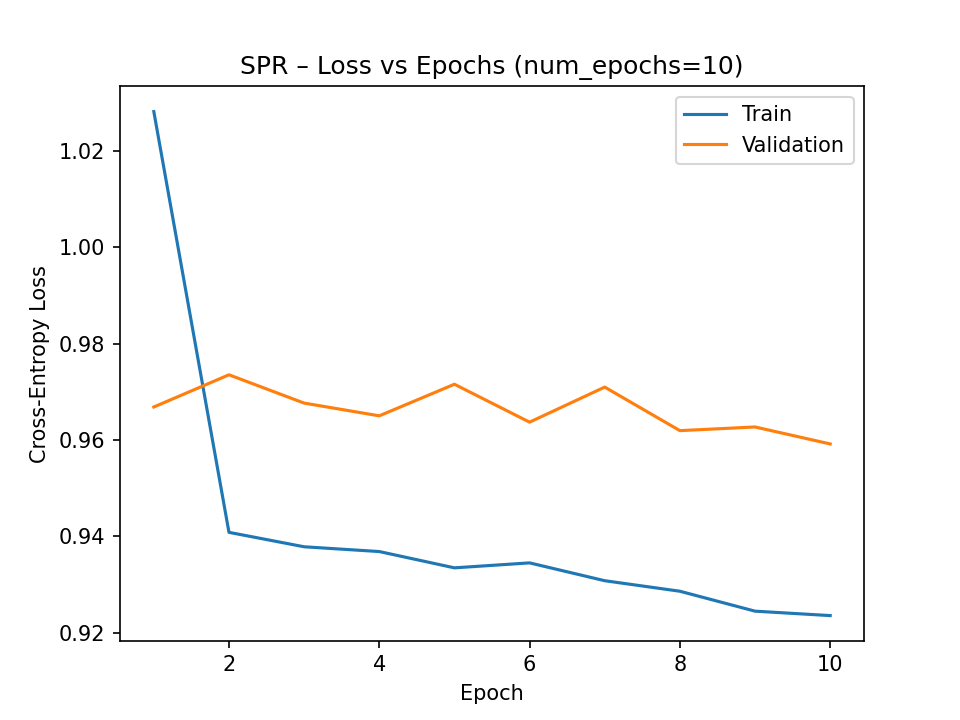 SPR – Loss vs Epochs (num_epochs=10)
Train
Validation
Cross-Entropy Loss
1.02
1.00
0.98
0.96
0.94
0.92
2
4
6
8
10
Epoch